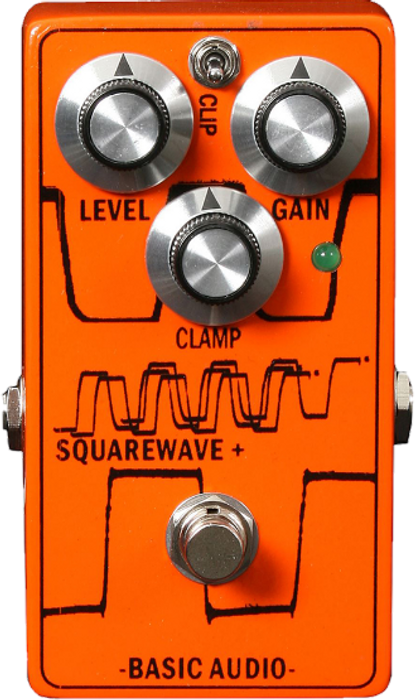 CLIP
LEVEL GAIN
CLAMP
SQUAREWAVE +
-BASIC AUDIO-